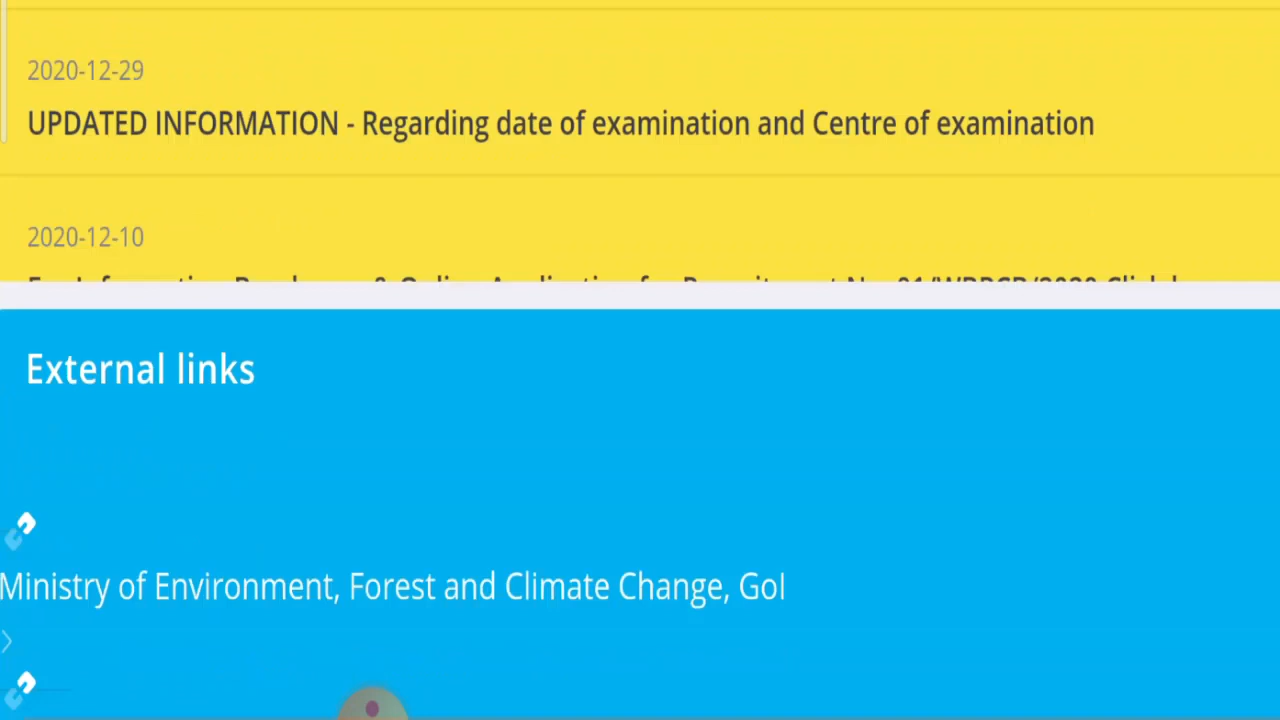 2020-12-29
UPDATED INFORMATION - Regarding date of examination and Centre of examination
2020-12-10
External links
Ministry of Environment, Forest and Climate Change, GoI